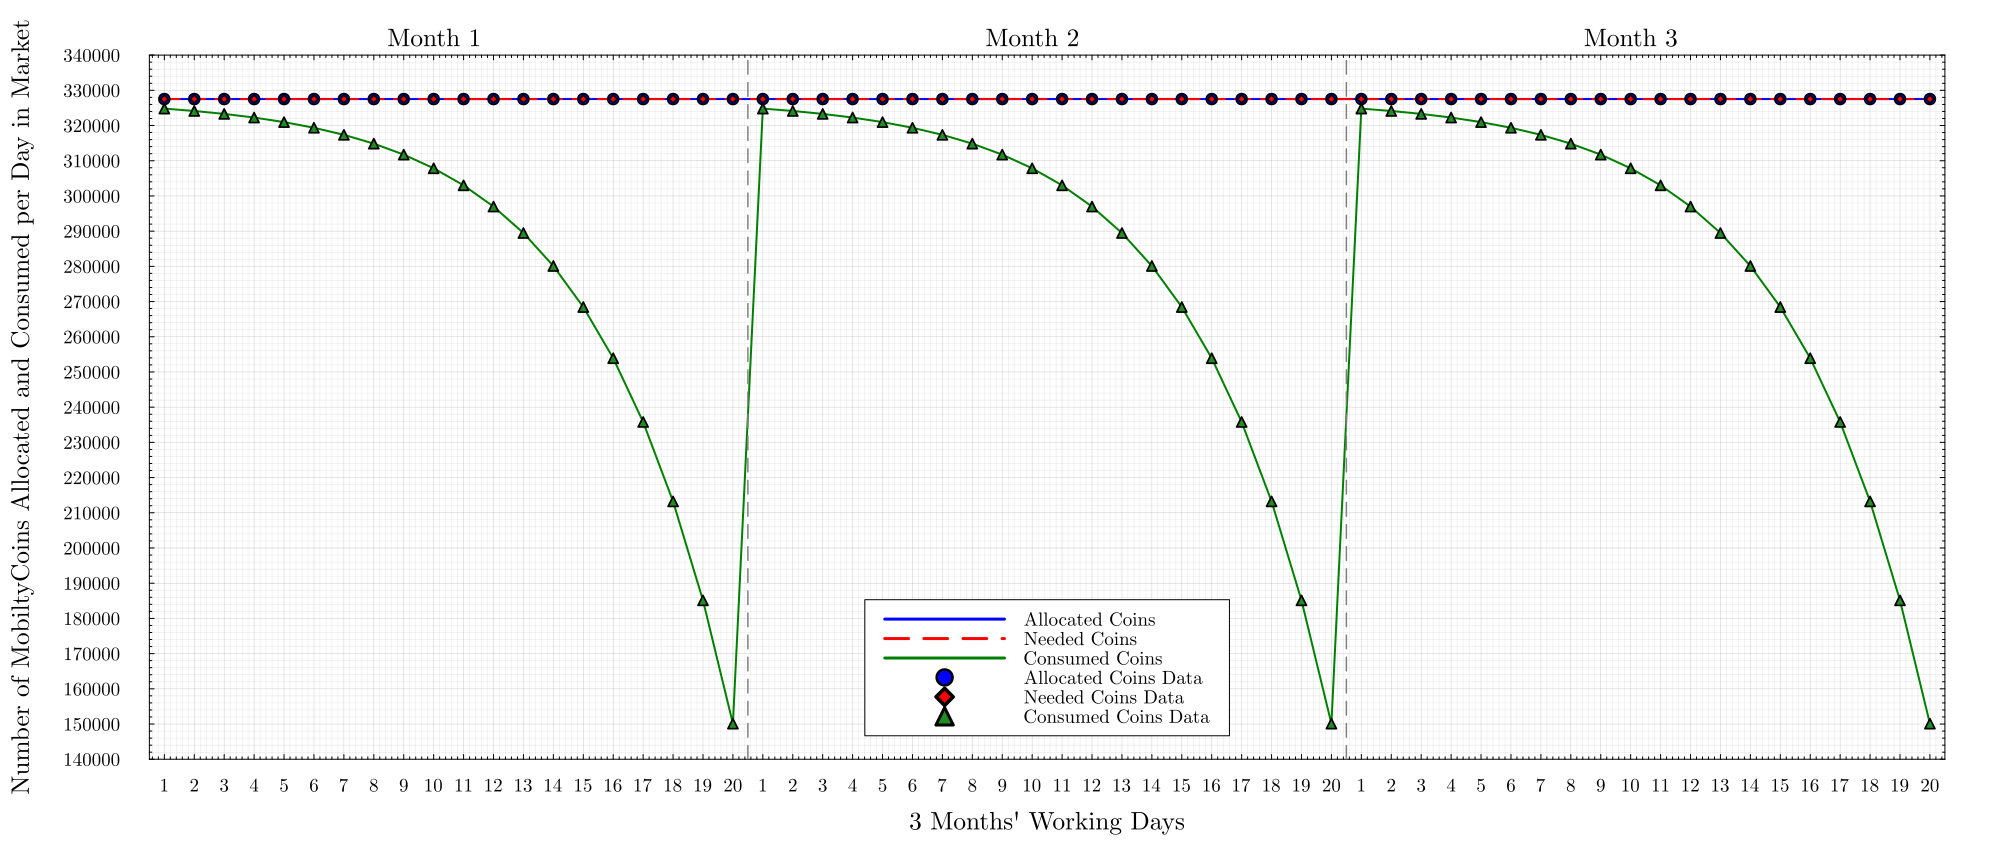 Month 1 Month 2 Month 3
Number of MobiltyCoins Allocated and Consumed per Day in Market
340000
330000
320000
310000
300000
290000
280000
270000
260000
250000
240000
230000
220000
210000
200000
190000
180000
170000
160000
150000
140000
Allocated Coins
Needed Coins
Consumed Coins
Allocated Coins Data
Needed Coins Data
Consumed Coins Data
1 2 3 4 5 6 7 8 9 10 11 12 13 14 15 16 17 18 19 20 1 2 3 4 5 6 7 8 9 10 11 12 13 14 15 16 17 18 19 20 1 2 3 4 5 6 7 8 9 10 11 12 13 14 15 16 17 18 19 20
3 Months' Working Days